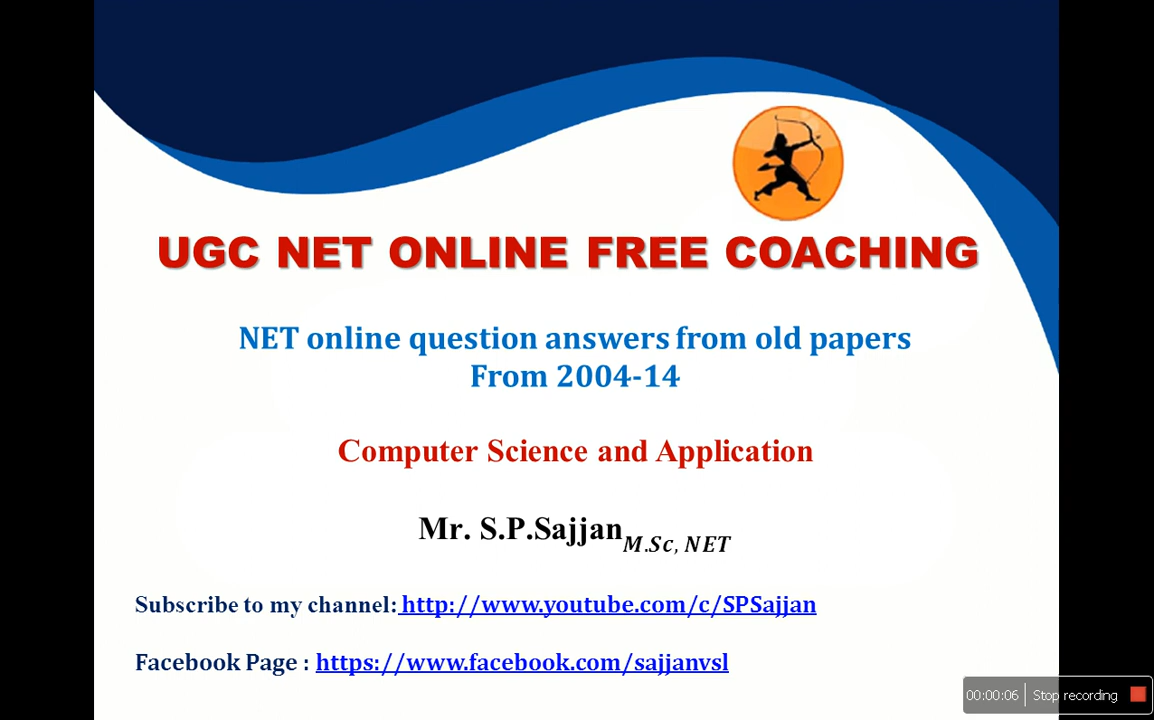 UGC NET ONLINE FREE COACHING
NET online question answers from old papers
From 2004-14
Computer Science and Application
Mr. S.P.Sajjan M.Sc, NET
Subscribe to my channel: http://www.youtube.com/c/SPSajjan
Facebook Page : https://www.facebook.com/sajjanvsl
00:00:06 Stop recording